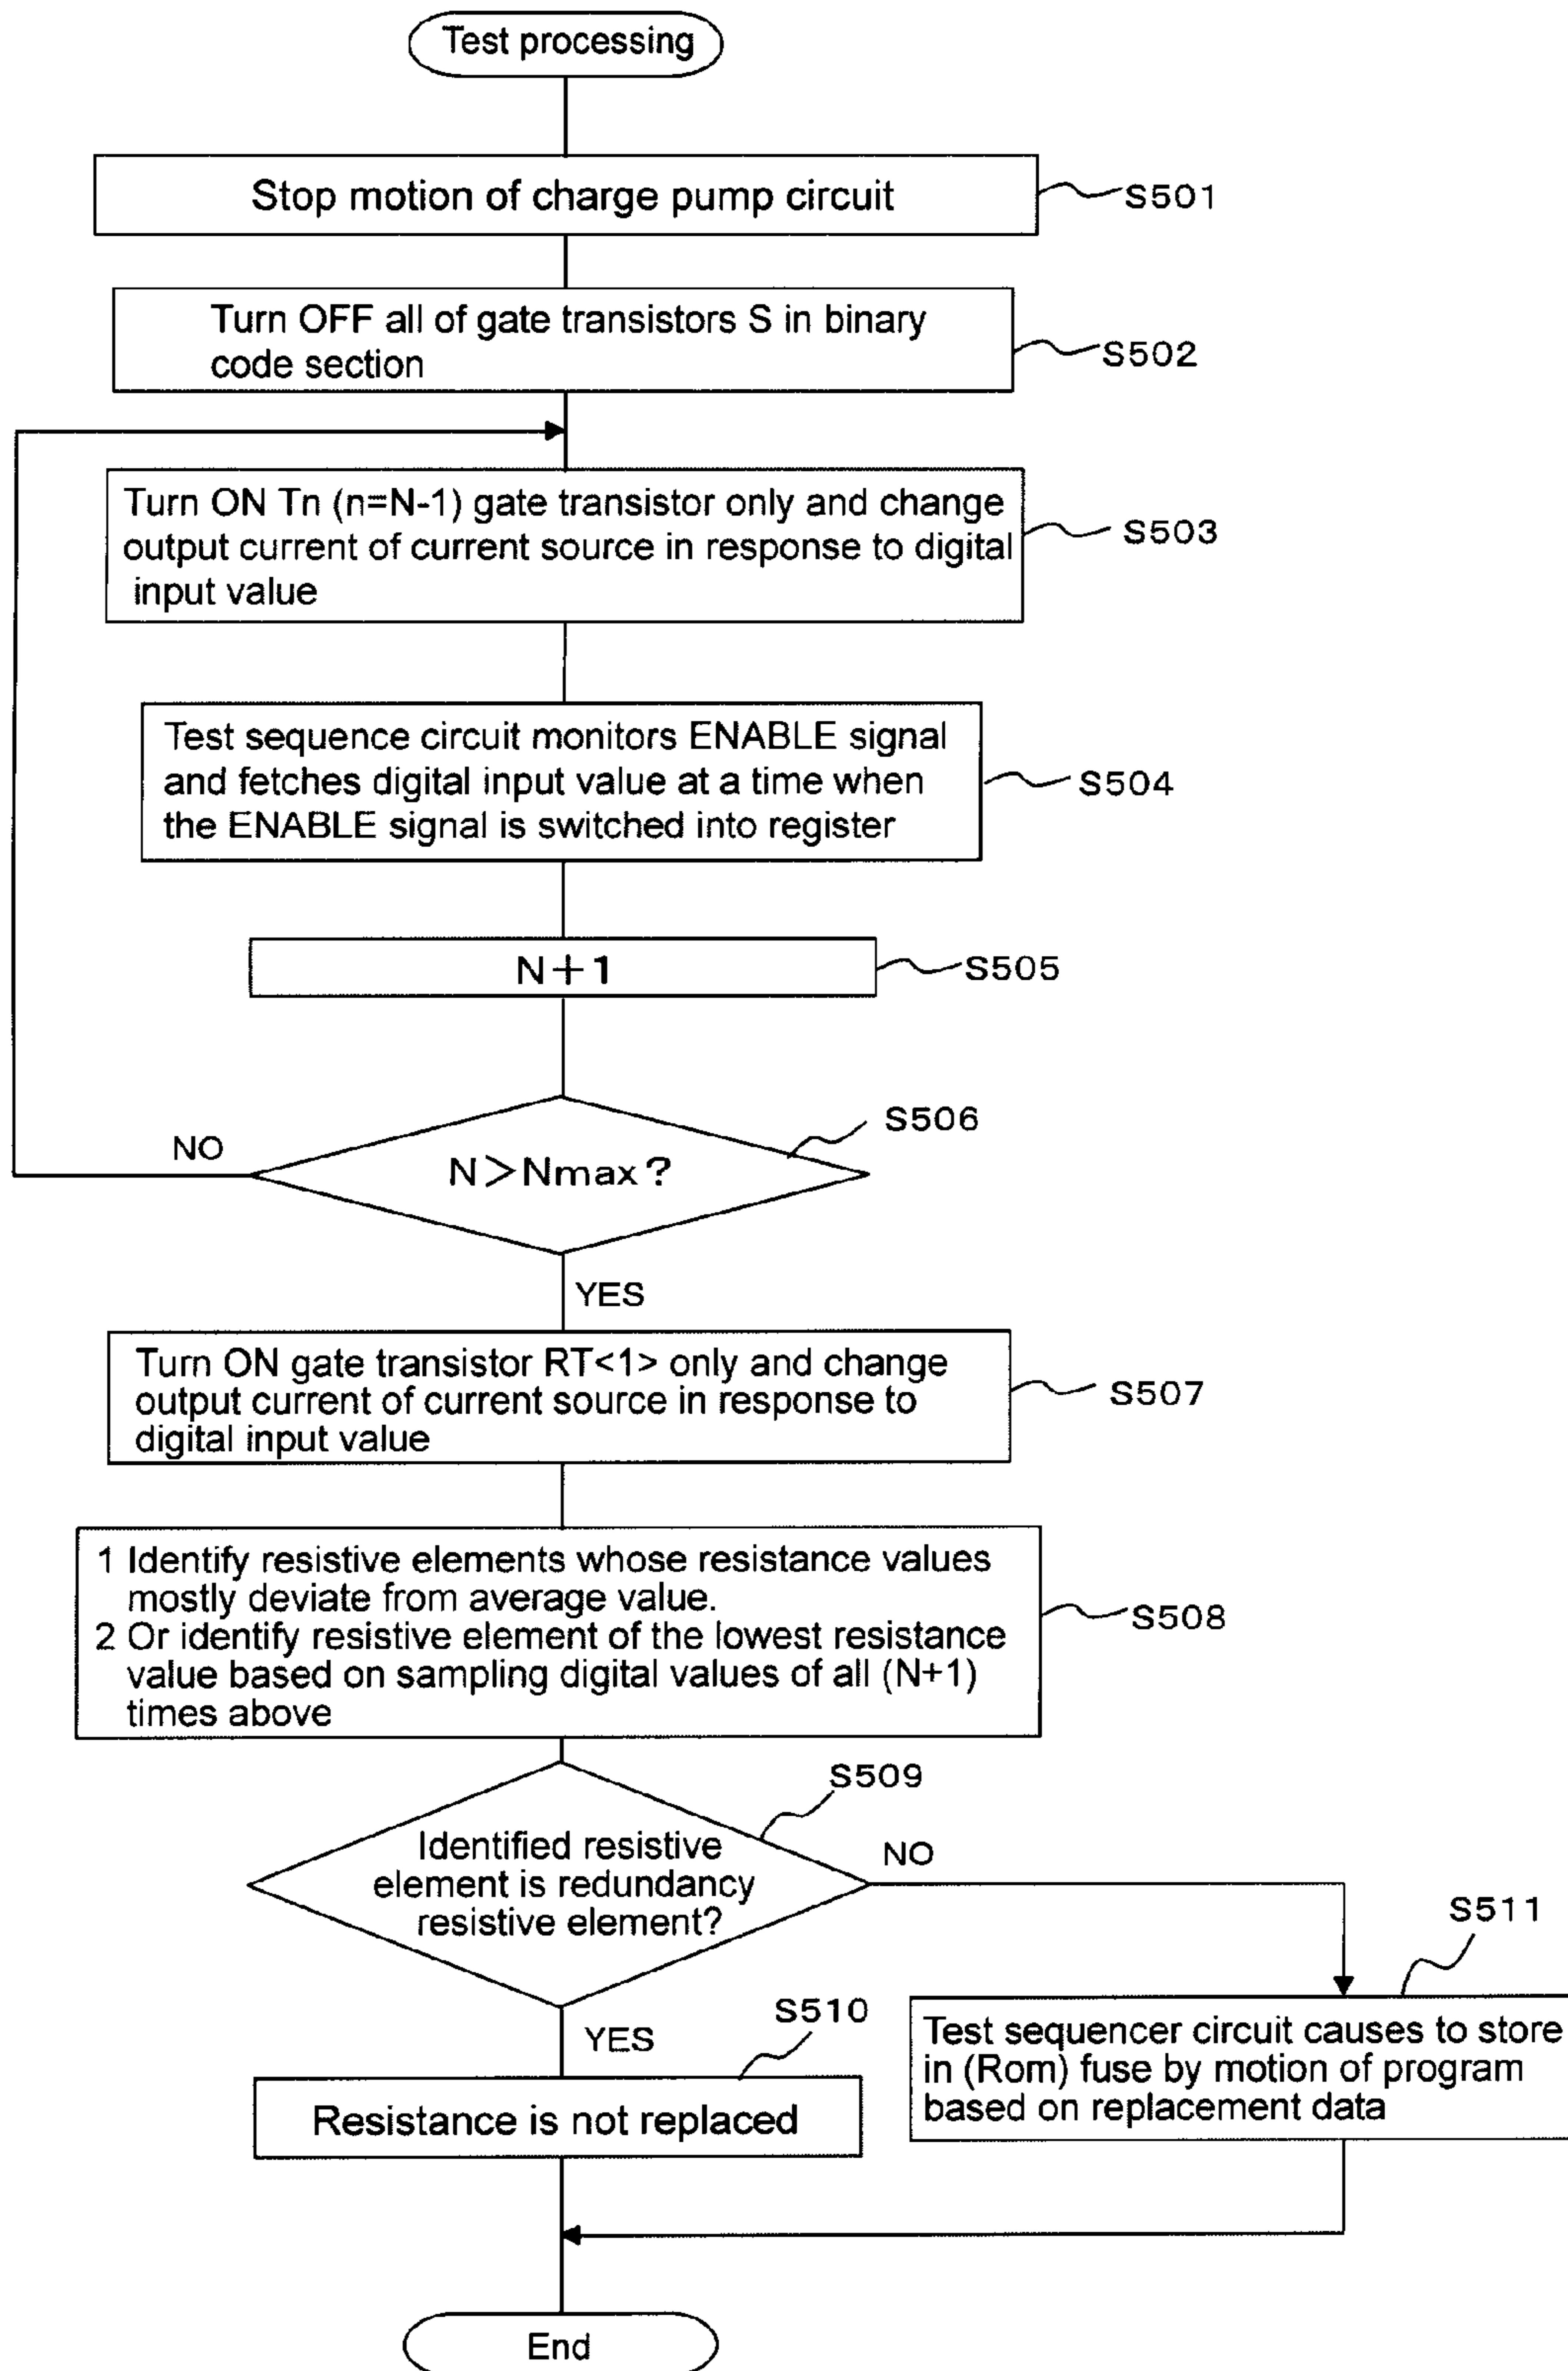 Test processing
Stop motion of charge pump circuit
S501
Turn OFF all of gate transistors S in binary
code section
S502
Turn ON Tn (n=N-1) gate transistor only and change
output current of current source in response to digital
input value
S503
Test sequence circuit monitors ENABLE signal
and fetches digital input value at a time when
the ENABLE signal is switched into register
S504
N+1
S505
S506
NO
N>Nmax?
YES
Turn ON gate transistor RT<1> only and change
output current of current source in response to
digital input value
S507
1 Identify resistive elements whose resistance values
mostly deviate from average value.
2 Or identify resistive element of the lowest resistance
value based on sampling digital values of all (N+1)
times above
S508
S509
Identified resistive
element is redundancy
resistive element?
NO
S511
YES
S510
Resistance is not replaced
Test sequencer circuit causes to store
in (Rom) fuse by motion of program
based on replacement data
End